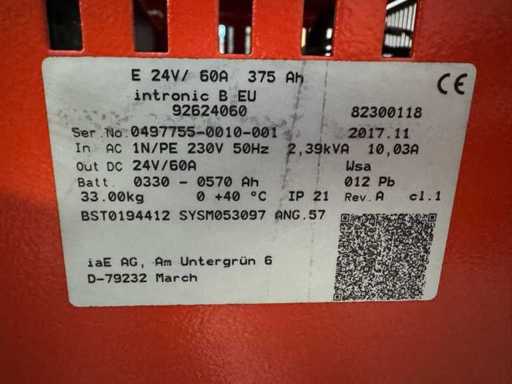 E 24V/ 60A 375 Ah
intronic B EU
92624060 82300118
CE
Ser.No 0497755-0010-001 2017.11
In AC 1N/PE 230V 50Hz 2,39kVA 10,03A
Out DC 24V/60A Wsa
Batt. 0330 - 0570 Ah 012 Pb
33.00kg 0 +40 °C IP 21 Rev.A cl.1
BST0194412 SYSM053097 ANG.57
iaE AG, Am Untergrün 6
D-79232 March